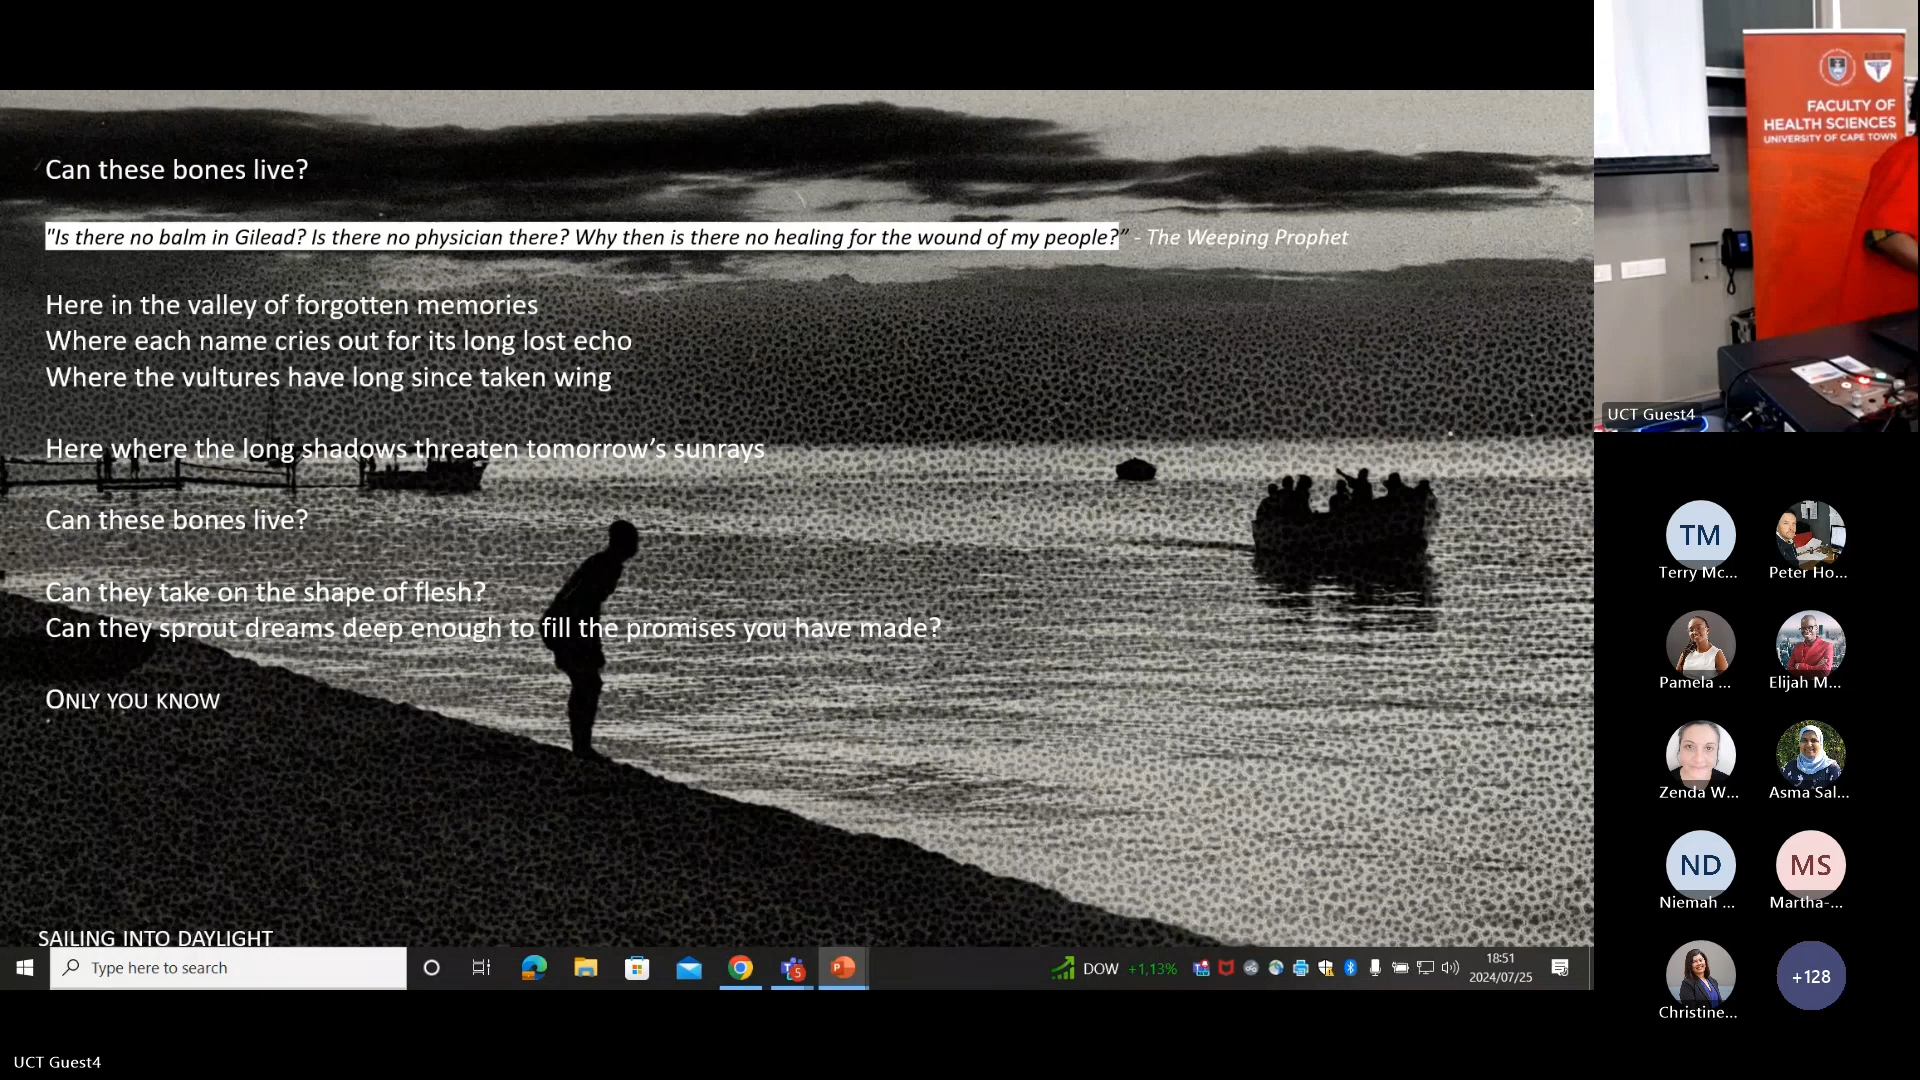 Can these bones live?
"Is there no balm in Gilead? Is there no physician there? Why then is there no healing for the wound of my people?” - The Weeping Prophet
Here in the valley of forgotten memories
Where each name cries out for its long lost echo
Where the vultures have long since taken wing
Here where the long shadows threaten tomorrow’s sunrays
Can these bones live?
Can they take on the shape of flesh?
Can they sprout dreams deep enough to fill the promises you have made?
ONLY YOU KNOW
SAILING INTO DAYLIGHT
Type here to search
DOW +1,13%
18:51
2024/07/25
UCT Guest4
FACULTY OF
HEALTH SCIENCES
UNIVERSITY OF CAPE TOWN
UCT Guest4
TM
Terry Mc...
Peter Ho...
Pamela ...
Elijah M...
Zenda W...
Asma Sal...
ND
MS
Niemah ...
Martha-...
Christine...
+128